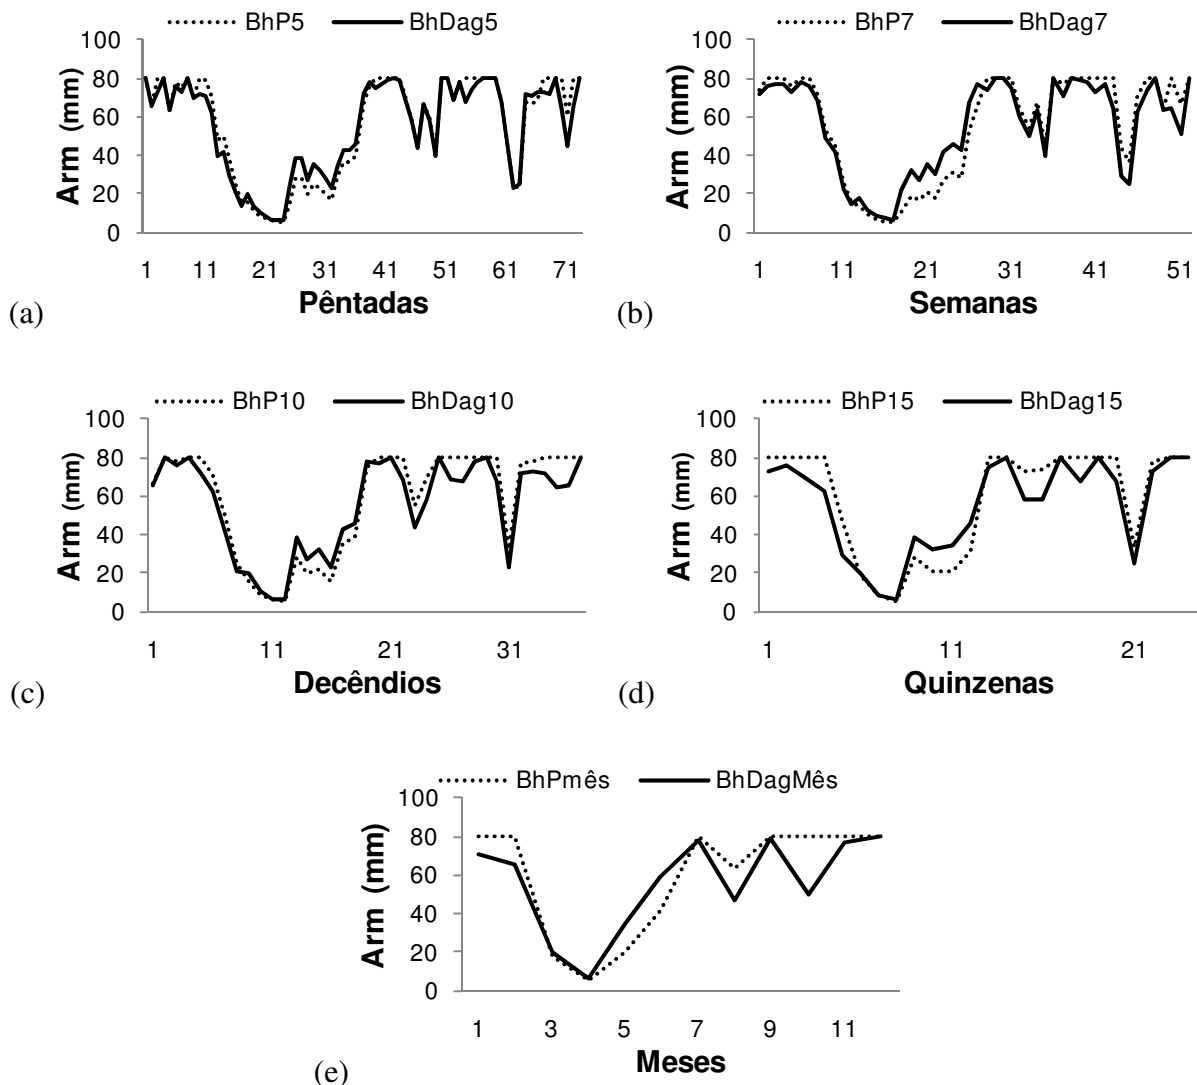 BhP5 BhDag5
100
80
60
40
20
0
Arm (mm)
1 11 21 31 41 51 61 71
Pêntadas
(a)
BhP7 BhDag7
100
80
60
40
20
0
Arm (mm)
1 11 21 31 41 51
Semanas
(b)
BhP10 BhDag10
100
80
60
40
20
0
Arm (mm)
1 11 21 31
Decêndios
(c)
BhP15 BhDag15
100
80
60
40
20
0
Arm (mm)
1 11 21
Quinzenas
(d)
BhPmês BhDagMês
100
80
60
40
20
0
Arm (mm)
1 3 5 7 9 11
Meses
(e)